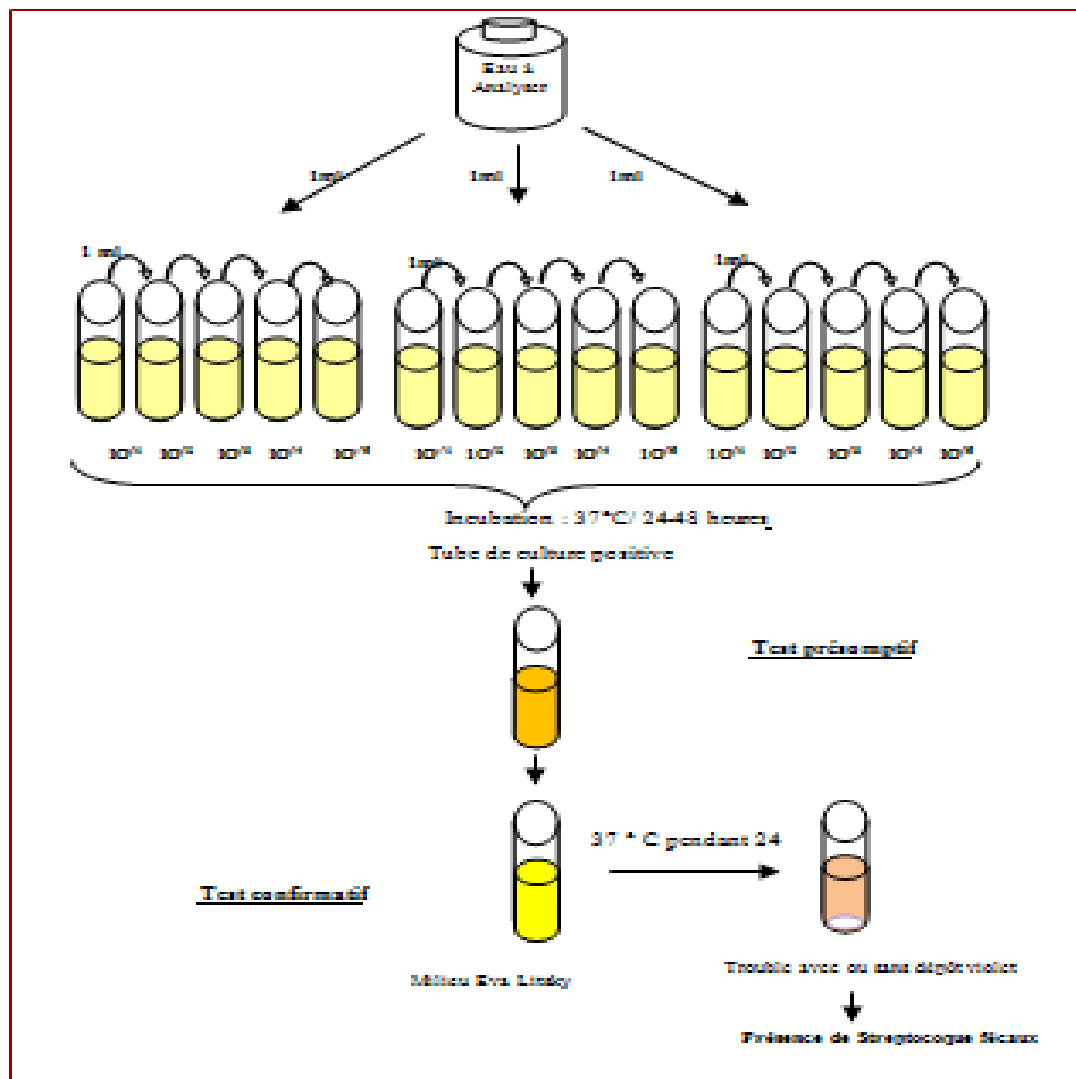 Eau à
Analyser
1ml 1ml 1ml
1 ml 1ml 1ml
Incubation : 37°C/ 24-48 heures
Tube de culture positive
Test présomptif
37 ° C pendant 24
Test confirmatif
Milieu Eva Litsky
Trouble avec ou sans dépôt violet
Présence de Streptocoque fécaux